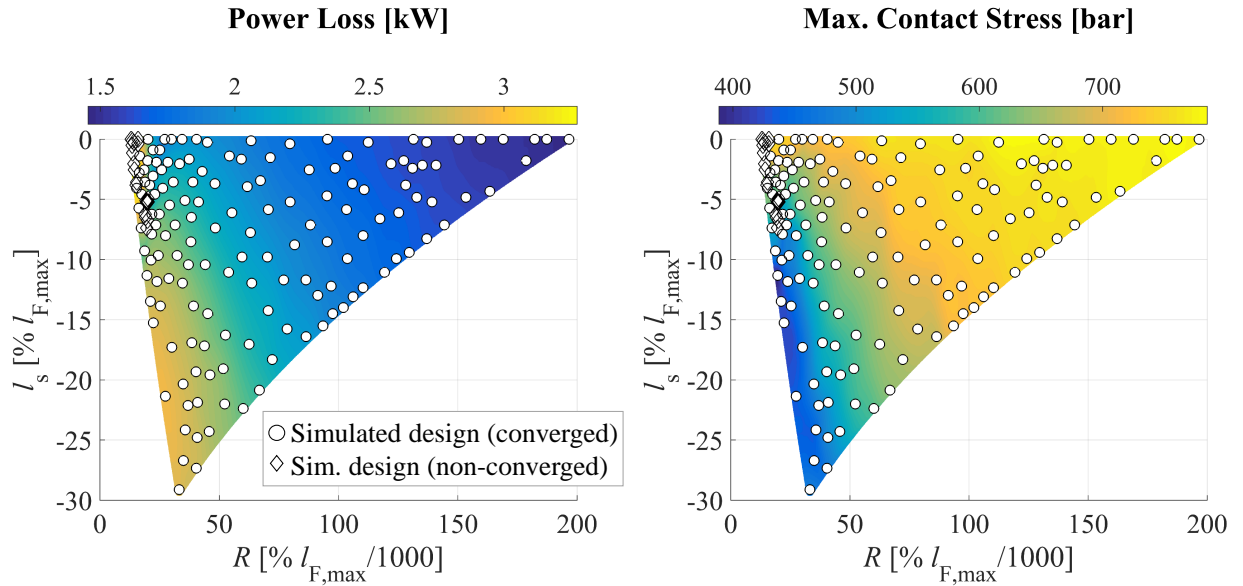 Power Loss [kW]
1.5 2 2.5 3
0
-5
-10
-15
-20
-25
-30
0 50 100 150 200
l_s [% l_F,max]
R [% l_F,max/1000]
Simulated design (converged)
Sim. design (non-converged)
Max. Contact Stress [bar]
400 500 600 700
0
-5
-10
-15
-20
-25
-30
0 50 100 150 200
l_s [% l_F,max]
R [% l_F,max/1000]